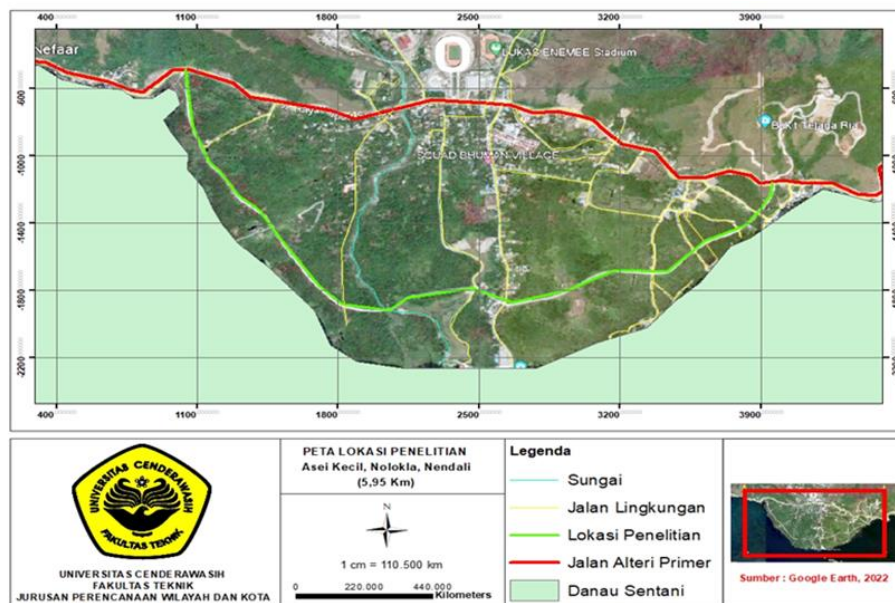 400
1100
1800
2500
3200
3900
Nefaar
LUKAS ENEMEE Stadium
SQUAD BHUMAN VILLAGE
-600
-1000
-1400
-1800
-2200
400
1100
1800
2500
3200
3900
UNIVERSITAS CENDERAWASIH
FAKULTAS TEKNIK
UNIVERSITAS CENDERAWASIH
FAKULTAS TEKNIK
JURUSAN PERENCANAAN WILAYAH DAN KOTA
PETA LOKASI PENELITIAN
Asei Kecil, Nolokla, Nendali
(5,95 Km)
N
1 cm = 110.500 km
0 220.000 440.000
Kilometers
Legenda
Sungai
Jalan Lingkungan
Lokasi Penelitian
Jalan Alteri Primer
Danau Sentani
Sumber : Google Earth, 2022